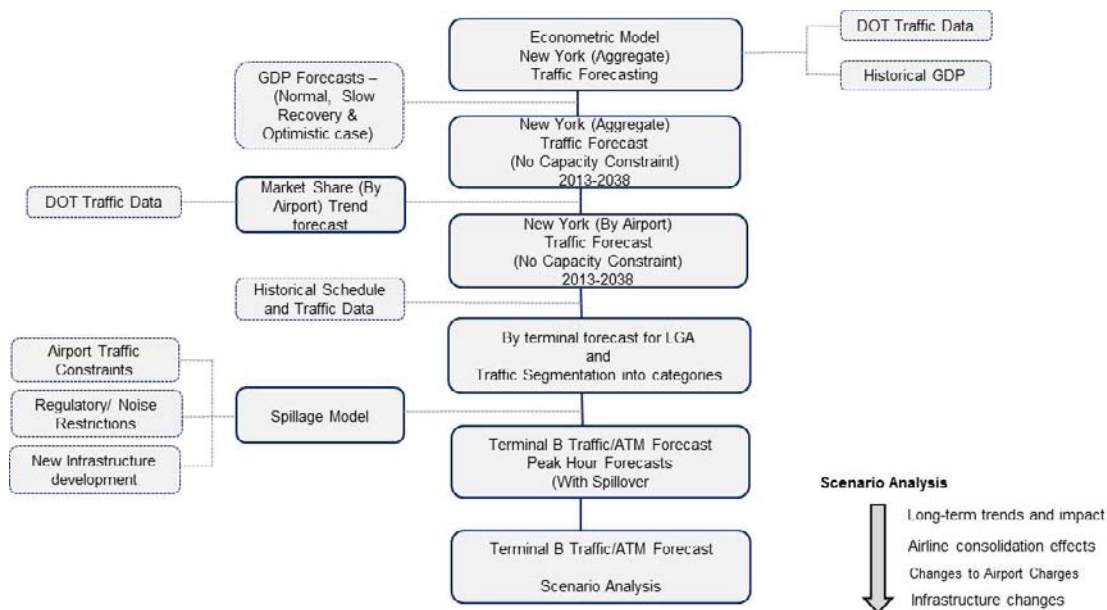 Econometric Model
New York (Aggregate)
Traffic Forecasting
DOT Traffic Data
Historical GDP
GDP Forecasts –
(Normal, Slow
Recovery &
Optimistic case)
New York (Aggregate)
Traffic Forecast
(No Capacity Constraint)
2013-2038
DOT Traffic Data
Market Share (By
Airport) Trend
forecast
New York (By Airport)
Traffic Forecast
(No Capacity Constraint)
2013-2038
Historical Schedule
and Traffic Data
By terminal forecast for LGA
and
Traffic Segmentation into categories
Airport Traffic
Constraints
Regulatory/ Noise
Restrictions
New Infrastructure
development
Spillage Model
Terminal B Traffic/ATM Forecast
Peak Hour Forecasts
(With Spillover
Terminal B Traffic/ATM Forecast
Scenario Analysis
Scenario Analysis
Long-term trends and impact
Airline consolidation effects
Changes to Airport Charges
Infrastructure changes